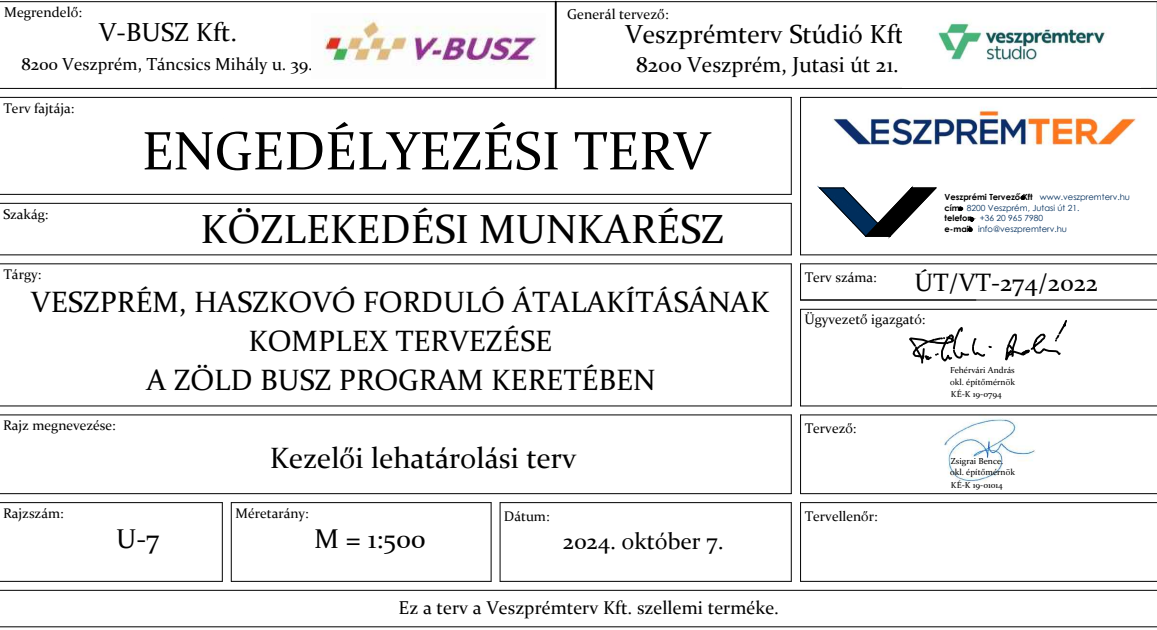 Megrendelő:
V-BUSZ Kft.
8200 Veszprém, Táncsics Mihály u. 39.
V-BUSZ
Generál tervező:
Veszprémterv Stúdió Kft
8200 Veszprém, Jutasi út 21.
veszprémterv
studio
Terv fajtája:
ENGEDÉLYEZÉSI TERV
VESZPRĒMTERV
Veszprémi Tervező Kft www.veszpremterv.hu
cím 8200 Veszprém, Jutasi út 21.
telefon +36 20 965 7980
e-mail info@veszpremterv.hu
Szakág:
KÖZLEKEDÉSI MUNKARÉSZ
Tárgy:
VESZPRÉM, HASZKOVÓ FORDULÓ ÁTALAKÍTÁSÁNAK
KOMPLEX TERVEZÉSE
A ZÖLD BUSZ PROGRAM KERETÉBEN
Terv száma:
ÚT/VT-274/2022
Ügyvezető igazgató:
Fehérvári András
okl. építőmérnök
KÉ-K 19-0794
Rajz megnevezése:
Kezelői lehatárolási terv
Tervező:
Zsigrai Bence
okl. építőmérnök
KÉ-K 19-01014
Rajzszám:
U-7
Méretarány:
M = 1:500
Dátum:
2024. október 7.
Tervellenőr:
Ez a terv a Veszprémterv Kft. szellemi terméke.